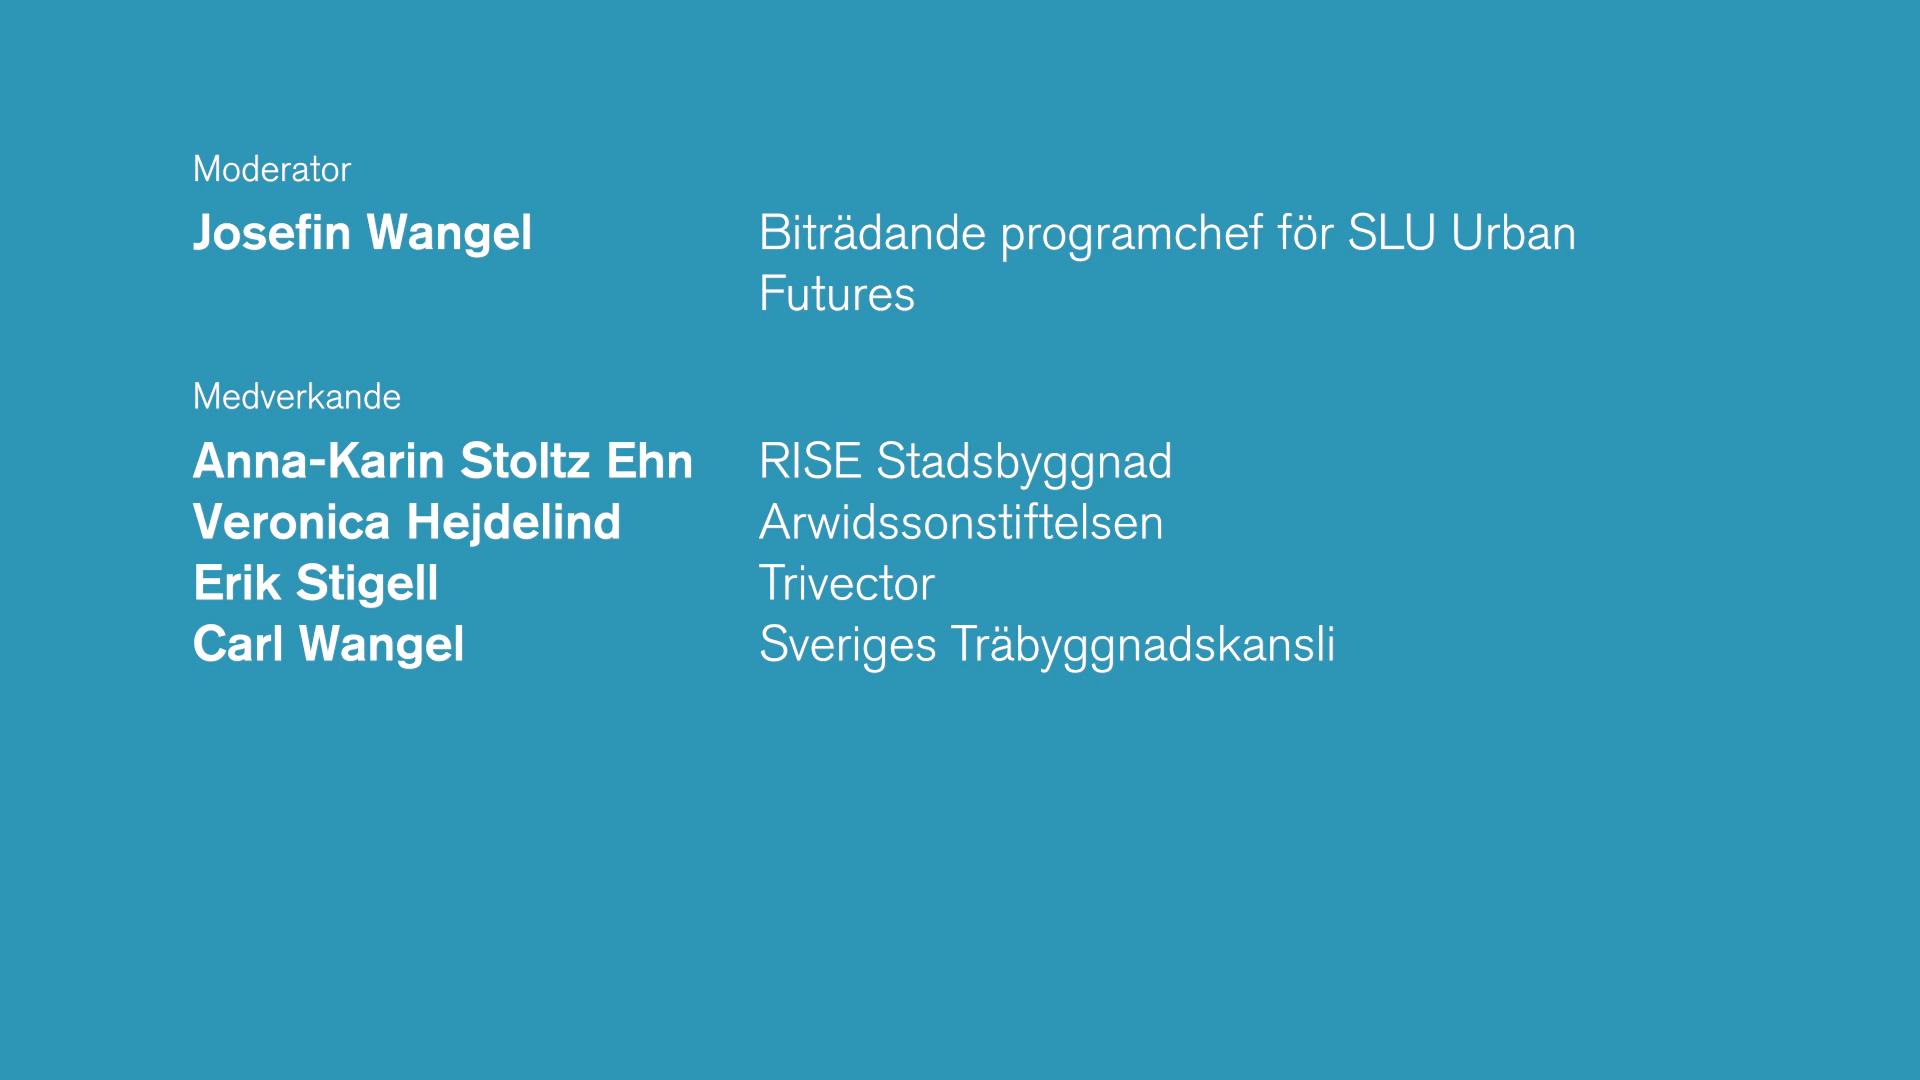 Moderator
Josefin Wangel Biträdande programchef för SLU Urban
Futures
Medverkande
Anna-Karin Stoltz Ehn RISE Stadsbyggnad
Veronica Hejdelind Arwidssonstiftelsen
Erik Stigell Trivector
Carl Wangel Sveriges Träbyggnadskansli